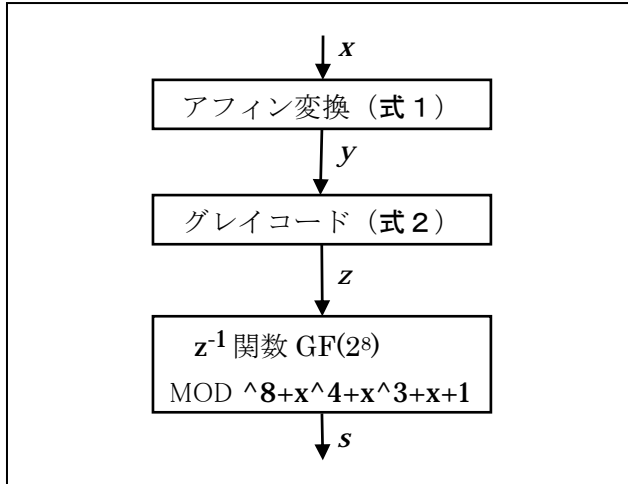 x
アフィン変換（式１）
y
グレイコード（式２）
z
z⁻¹ 関数 GF(2⁸)
MOD ^8+x^4+x^3+x+1
s